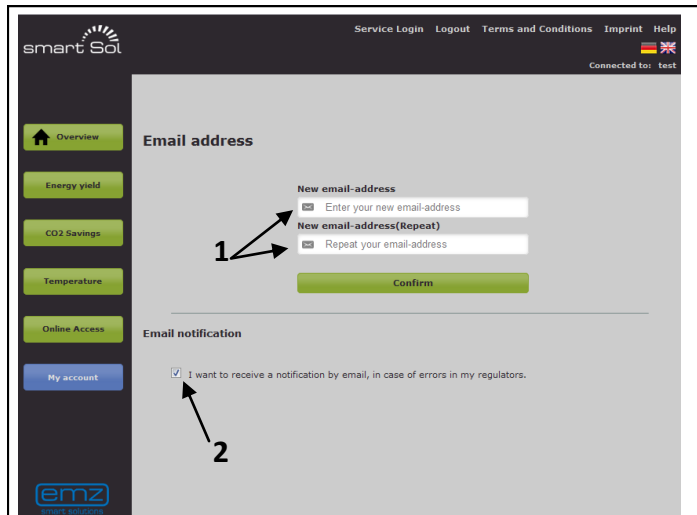 Service Login Logout Terms and Conditions Imprint Help
smart Sol
Connected to: test
Overview
Email address
Energy yield
New email-address
Enter your new email-address
CO2 Savings
New email-address(Repeat)
1
Repeat your email-address
Temperature
Confirm
Online Access
Email notification
My account
I want to receive a notification by email, in case of errors in my regulators.
2
emz
smart solutions